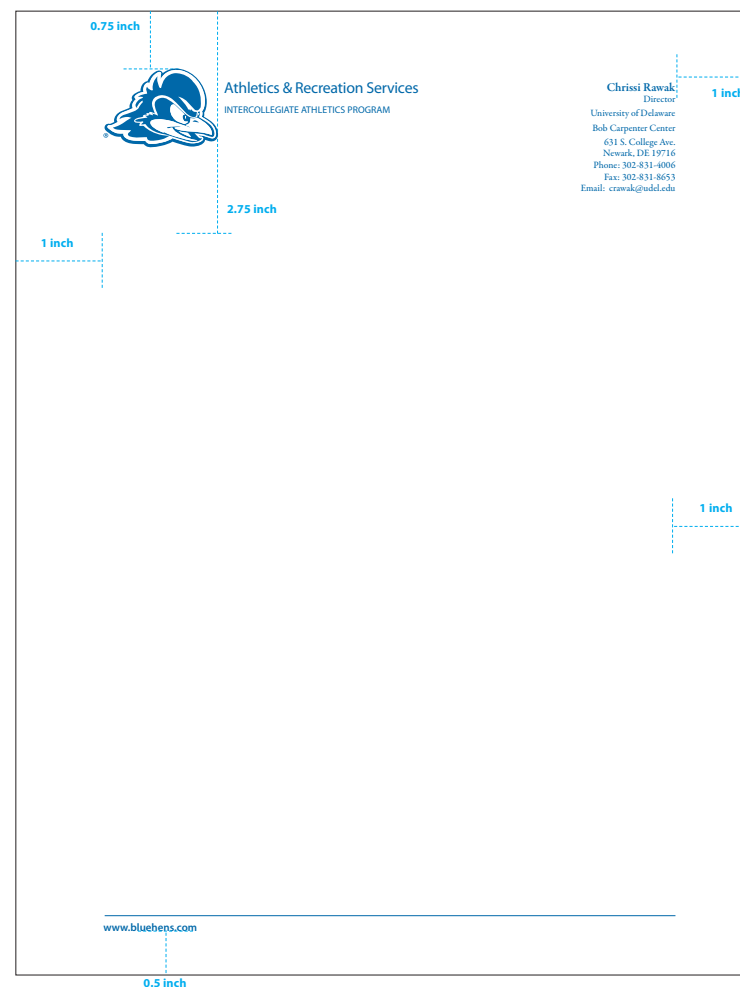 0.75 inch
Athletics & Recreation Services
INTERCOLLEGIATE ATHLETICS PROGRAM
®
Chrissi Rawak
Director
University of Delaware
Bob Carpenter Center
631 S. College Ave.
Newark, DE 19716
Phone: 302-831-4006
Fax: 302-831-8653
Email: crawak@udel.edu
1 inch
2.75 inch
1 inch
1 inch
www.bluehens.com
0.5 inch